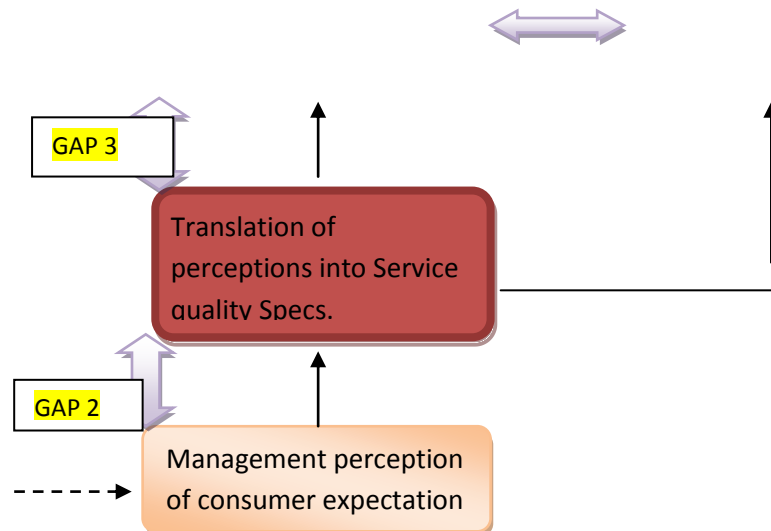 GAP 3
Translation of
perceptions into Service
quality Specs.
GAP 2
Management perception
of consumer expectation